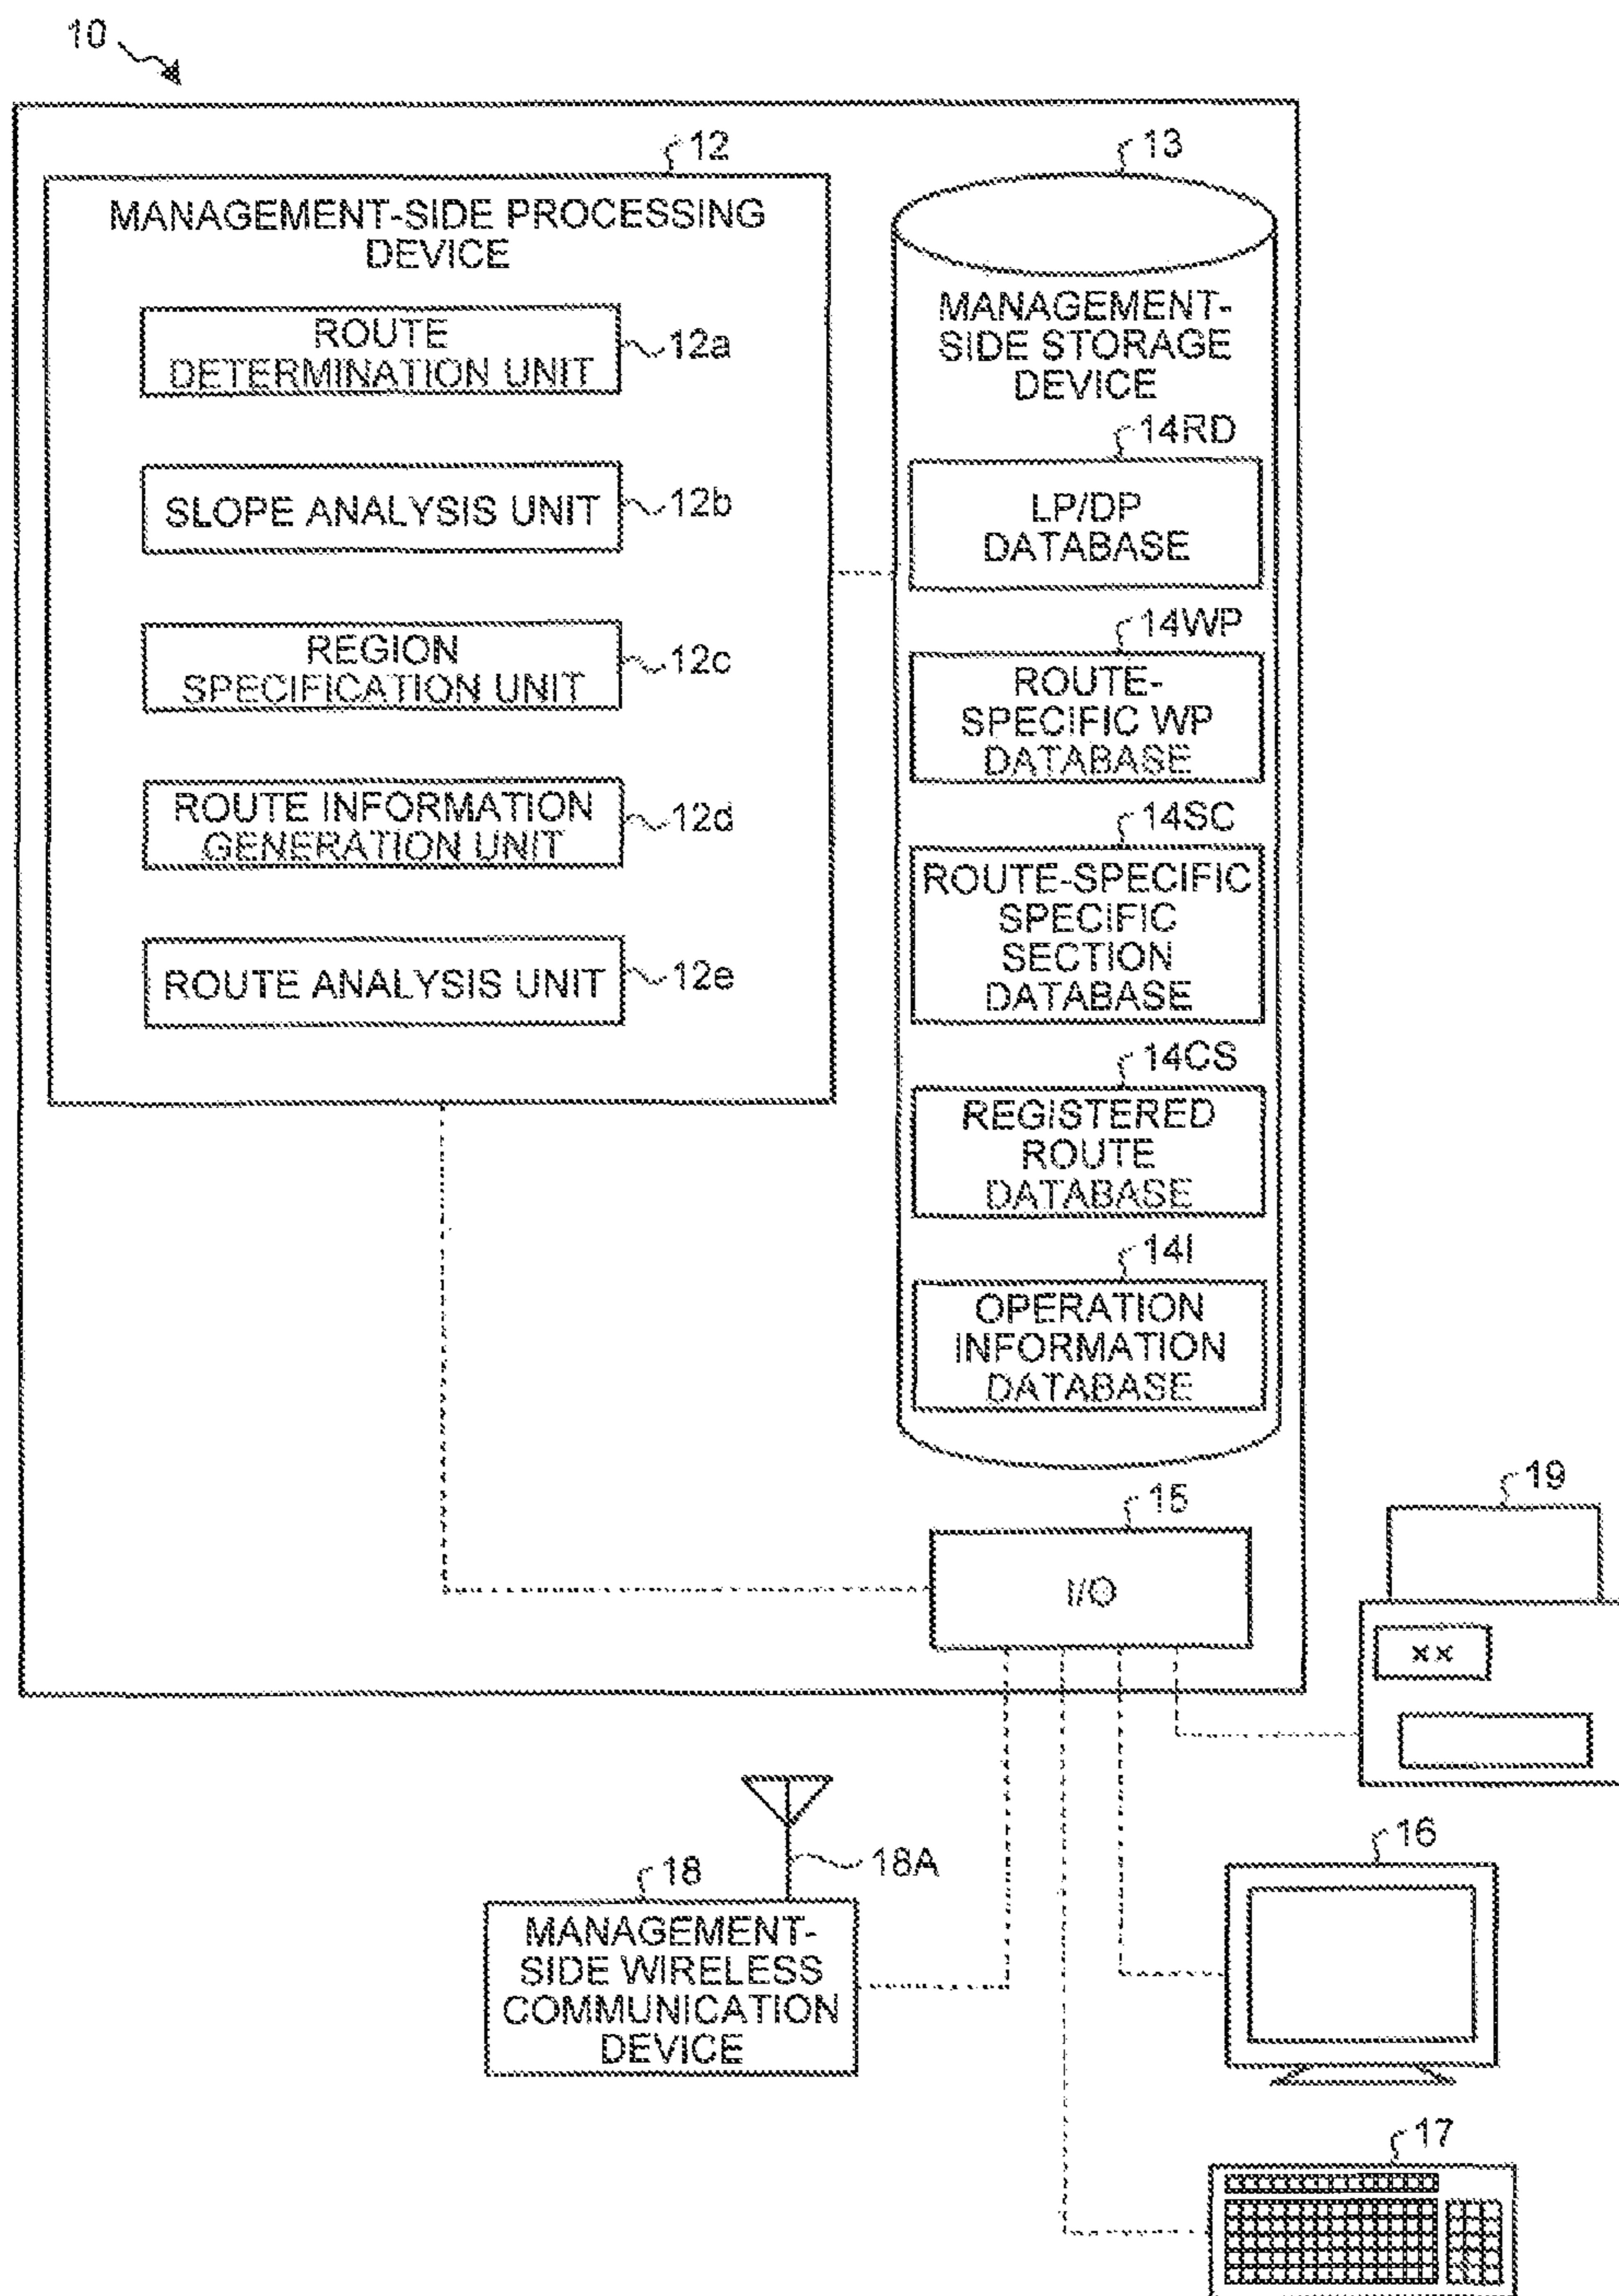 10
12
MANAGEMENT-SIDE PROCESSING
DEVICE
ROUTE
DETERMINATION UNIT
12a
SLOPE ANALYSIS UNIT
12b
REGION
SPECIFICATION UNIT
12c
ROUTE INFORMATION
GENERATION UNIT
12d
ROUTE ANALYSIS UNIT
12e
13
MANAGEMENT-
SIDE STORAGE
DEVICE
14RD
LP/DP
DATABASE
14WP
ROUTE-
SPECIFIC WP
DATABASE
14SC
ROUTE-SPECIFIC
SPECIFIC
SECTION
DATABASE
14CS
REGISTERED
ROUTE
DATABASE
14I
OPERATION
INFORMATION
DATABASE
15
I/O
19
××
18
18A
MANAGEMENT-
SIDE WIRELESS
COMMUNICATION
DEVICE
16
17